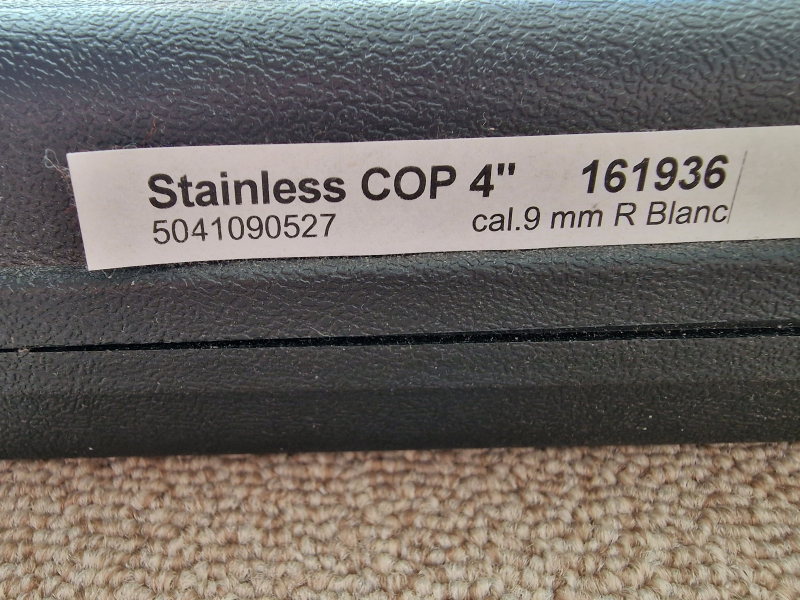 Stainless COP 4" 161936
5041090527 cal.9 mm R Blanc